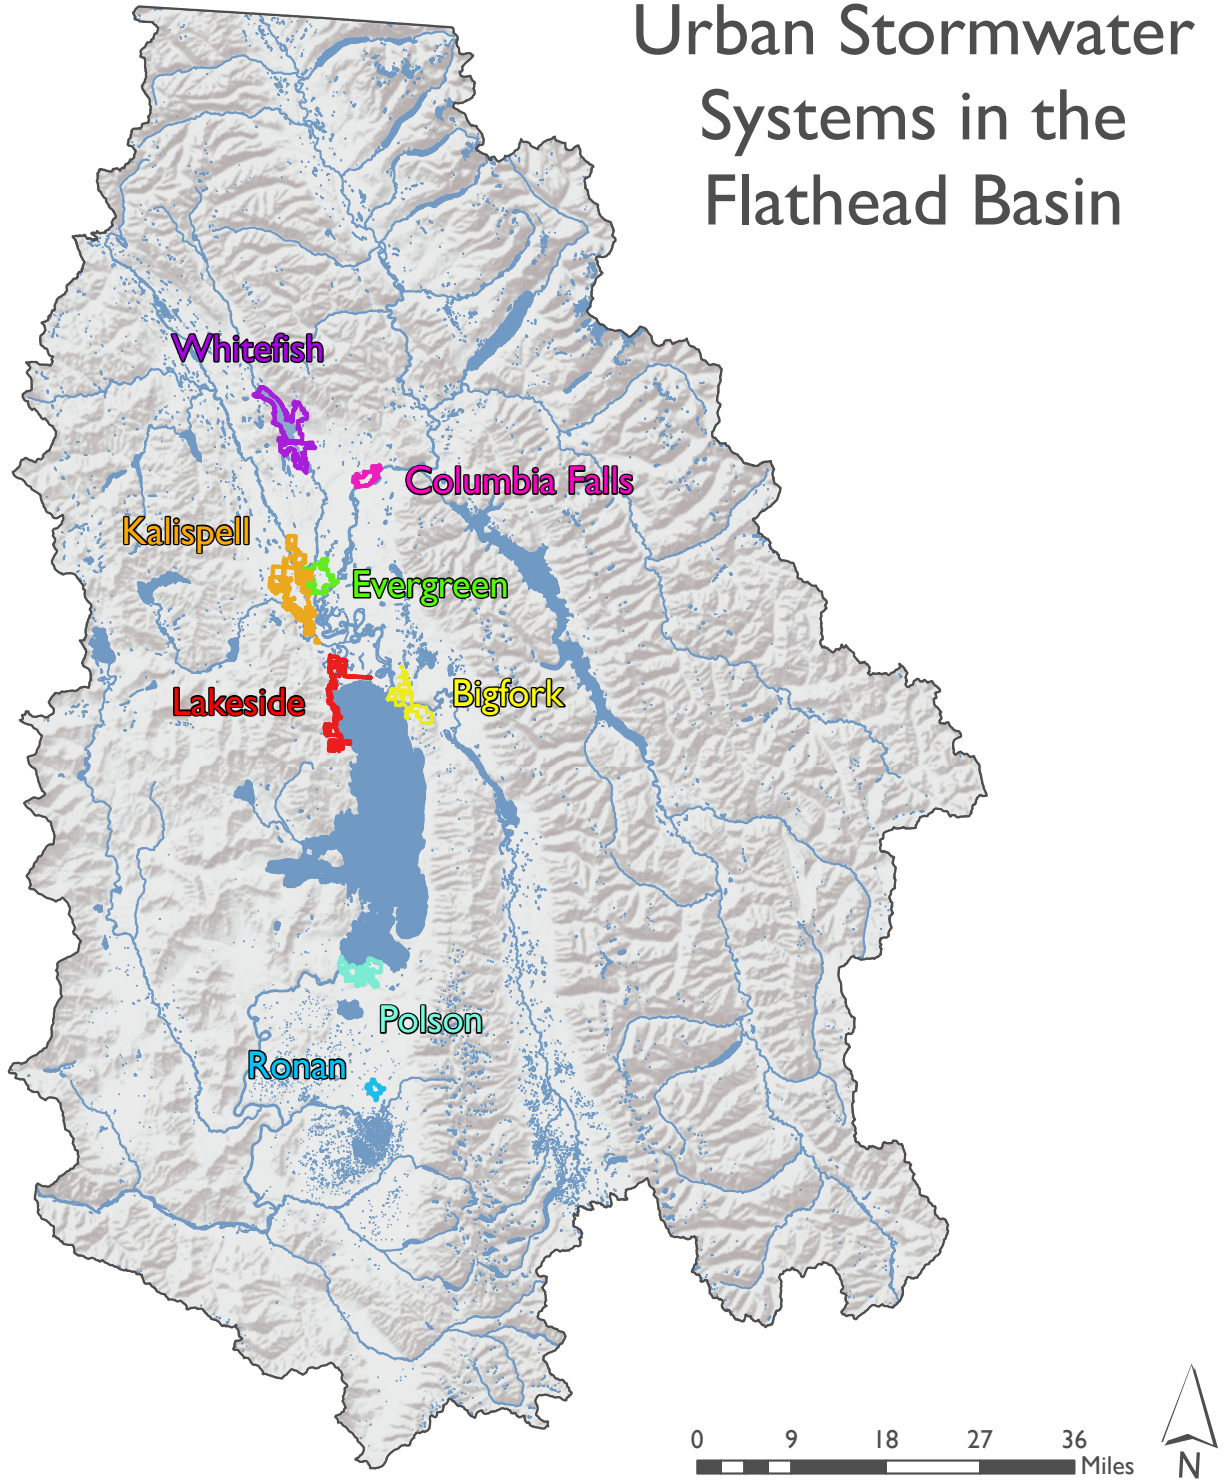 Urban Stormwater
Systems in the
Flathead Basin
Whitefish
Columbia Falls
Kalispell
Evergreen
Lakeside
Bigfork
Polson
Ronan
0 9 18 27 36
Miles
N